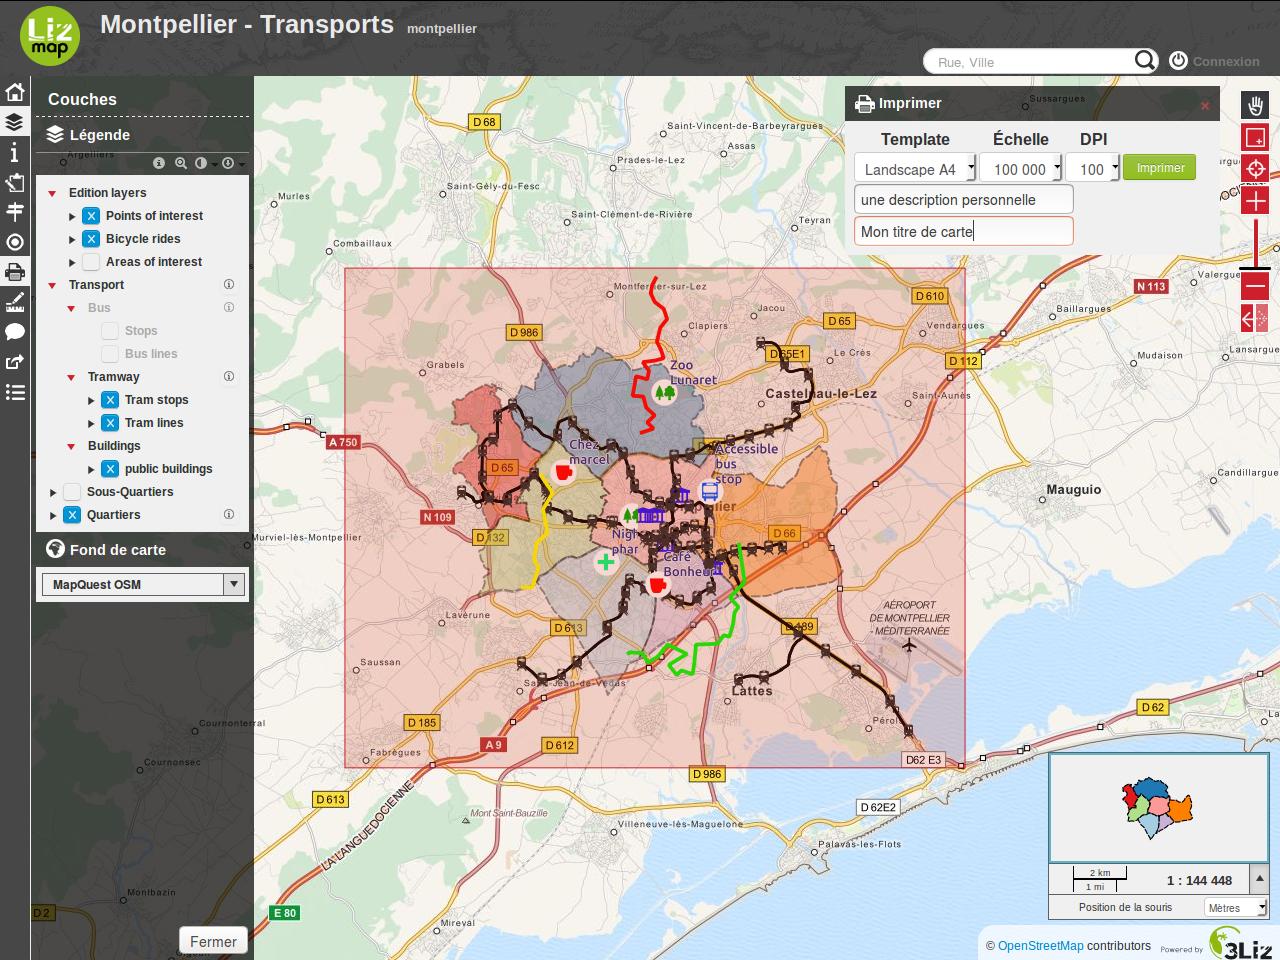 Liz map
Montpellier - Transports montpellier
Rue, Ville
Connexion
Couches
Légende
Edition layers
Points of interest
Bicycle rides
Areas of interest
Transport
Bus
Stops
Bus lines
Tramway
Tram stops
Tram lines
Buildings
public buildings
Sous-Quartiers
Quartiers
Fond de carte
MapQuest OSM
Fermer
Imprimer
Template Échelle DPI
Landscape A4 100 000 100 Imprimer
une description personnelle
Mon titre de carte
D 68
Saint-Vincent-de-Barbeyrargues
Sussargues
Assas
Argelliers
Prades-le-Lez
Saint-Gély-du-Fesc
Murles
Saint-Clément-de-Rivière
Teyran
Combaillaux
Valergues
Montferrier-sur-Lez
N 113
D 610
Jacou
Baillargues
D 65
Clapiers
Vendargues
D 986
Le Crès
D 65E1
D 112
Mudaison
Lansargues
Grabels
Zoo
Lunaret
Castelnau-le-Lez
Saint-Aunès
A 750
Chez
marcel
Accessible
bus
stop
D 65
Candillargues
Mauguio
N 109
D 132
D 66
Murviel-lès-Montpellier
Café
Bonheur
Lavérune
AÉROPORT
DE MONTPELLIER
- MÉDITERRANÉE
D 613
D 189
Saussan
Saint-Jean-de-Védas
Lattes
Cournonterral
D 185
Pérols
D 62
A 9
D 612
Fabrègues
D62 E3
Cournonsec
D 986
D 613
D 62E2
Mont Saint-Bauzille
LA LANGUEDOCIENNE
Villeneuve-lès-Maguelone
Palavas-les-Flots
Montbazin
E 80
D 2
Mireval
2 km
1 mi
1 : 144 448
Position de la souris Mètres
© OpenStreetMap contributors Powered by 3Liz